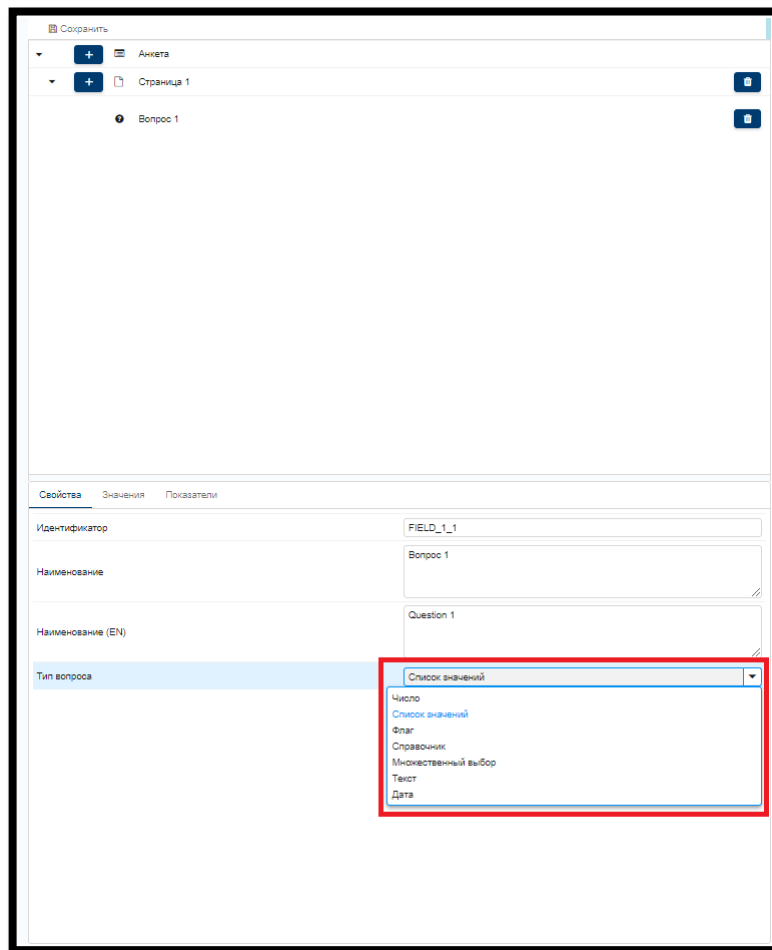 Сохранить
Анкета
Страница 1
Вопрос 1
Свойства Значения Показатели
Идентификатор FIELD_1_1
Наименование Вопрос 1
Наименование (EN) Question 1
Тип вопроса Список значений
Число
Список значений
Флаг
Справочник
Множественный выбор
Текст
Дата